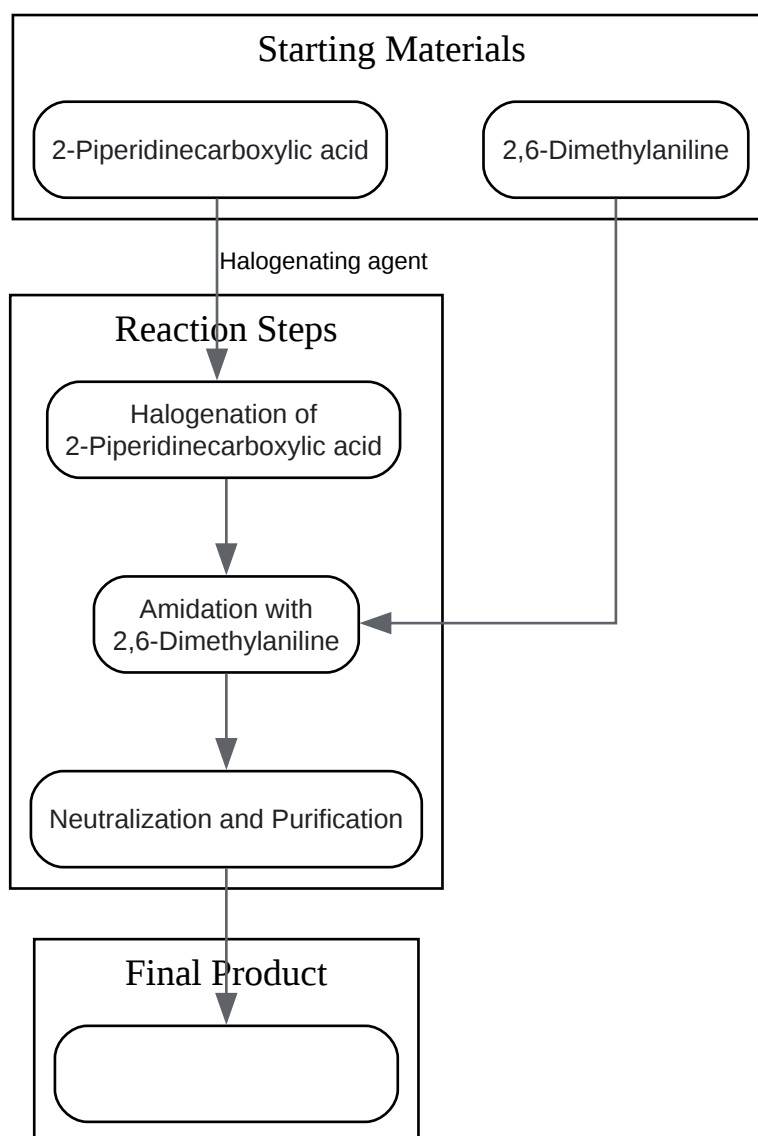 Starting Materials
2-Piperidinecarboxylic acid
2,6-Dimethylaniline
Halogenating agent
Reaction Steps
Halogenation of
2-Piperidinecarboxylic acid
Amidation with
2,6-Dimethylaniline
Neutralization and Purification
Final Product